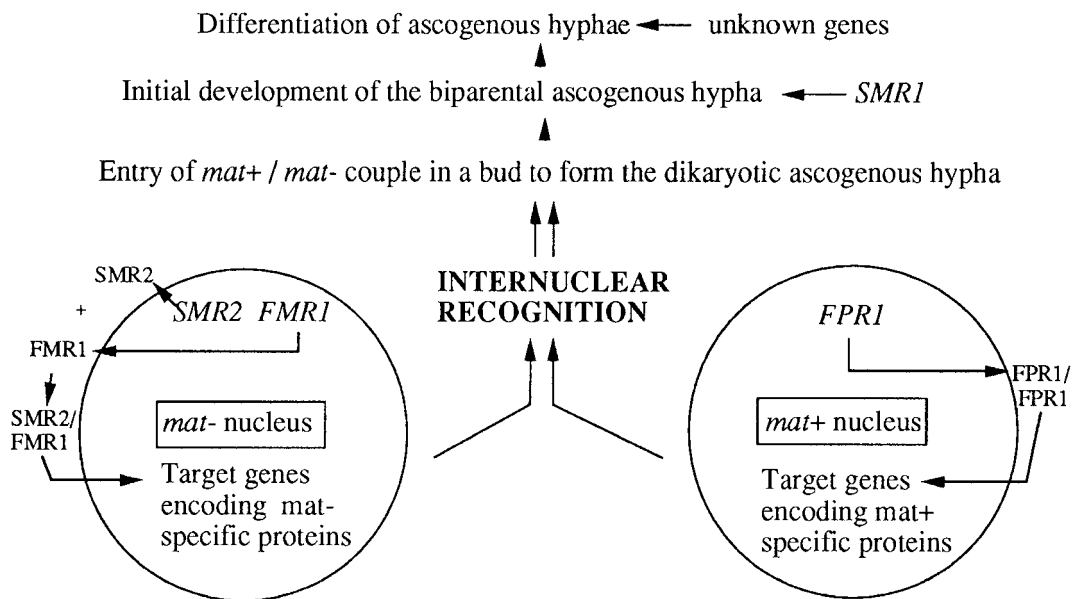 Differentiation of ascogenous hyphae unknown genes
Initial development of the biparental ascogenous hypha SMR1
Entry of mat+ / mat- couple in a bud to form the dikaryotic ascogenous hypha
INTERNUCLEAR
RECOGNITION
SMR2
+
SMR2 FMR1
FMR1
SMR2/
FMR1
mat- nucleus
Target genes
encoding mat-
specific proteins
FPR1
FPR1/
FPR1
mat+ nucleus
Target genes
encoding mat+
specific proteins